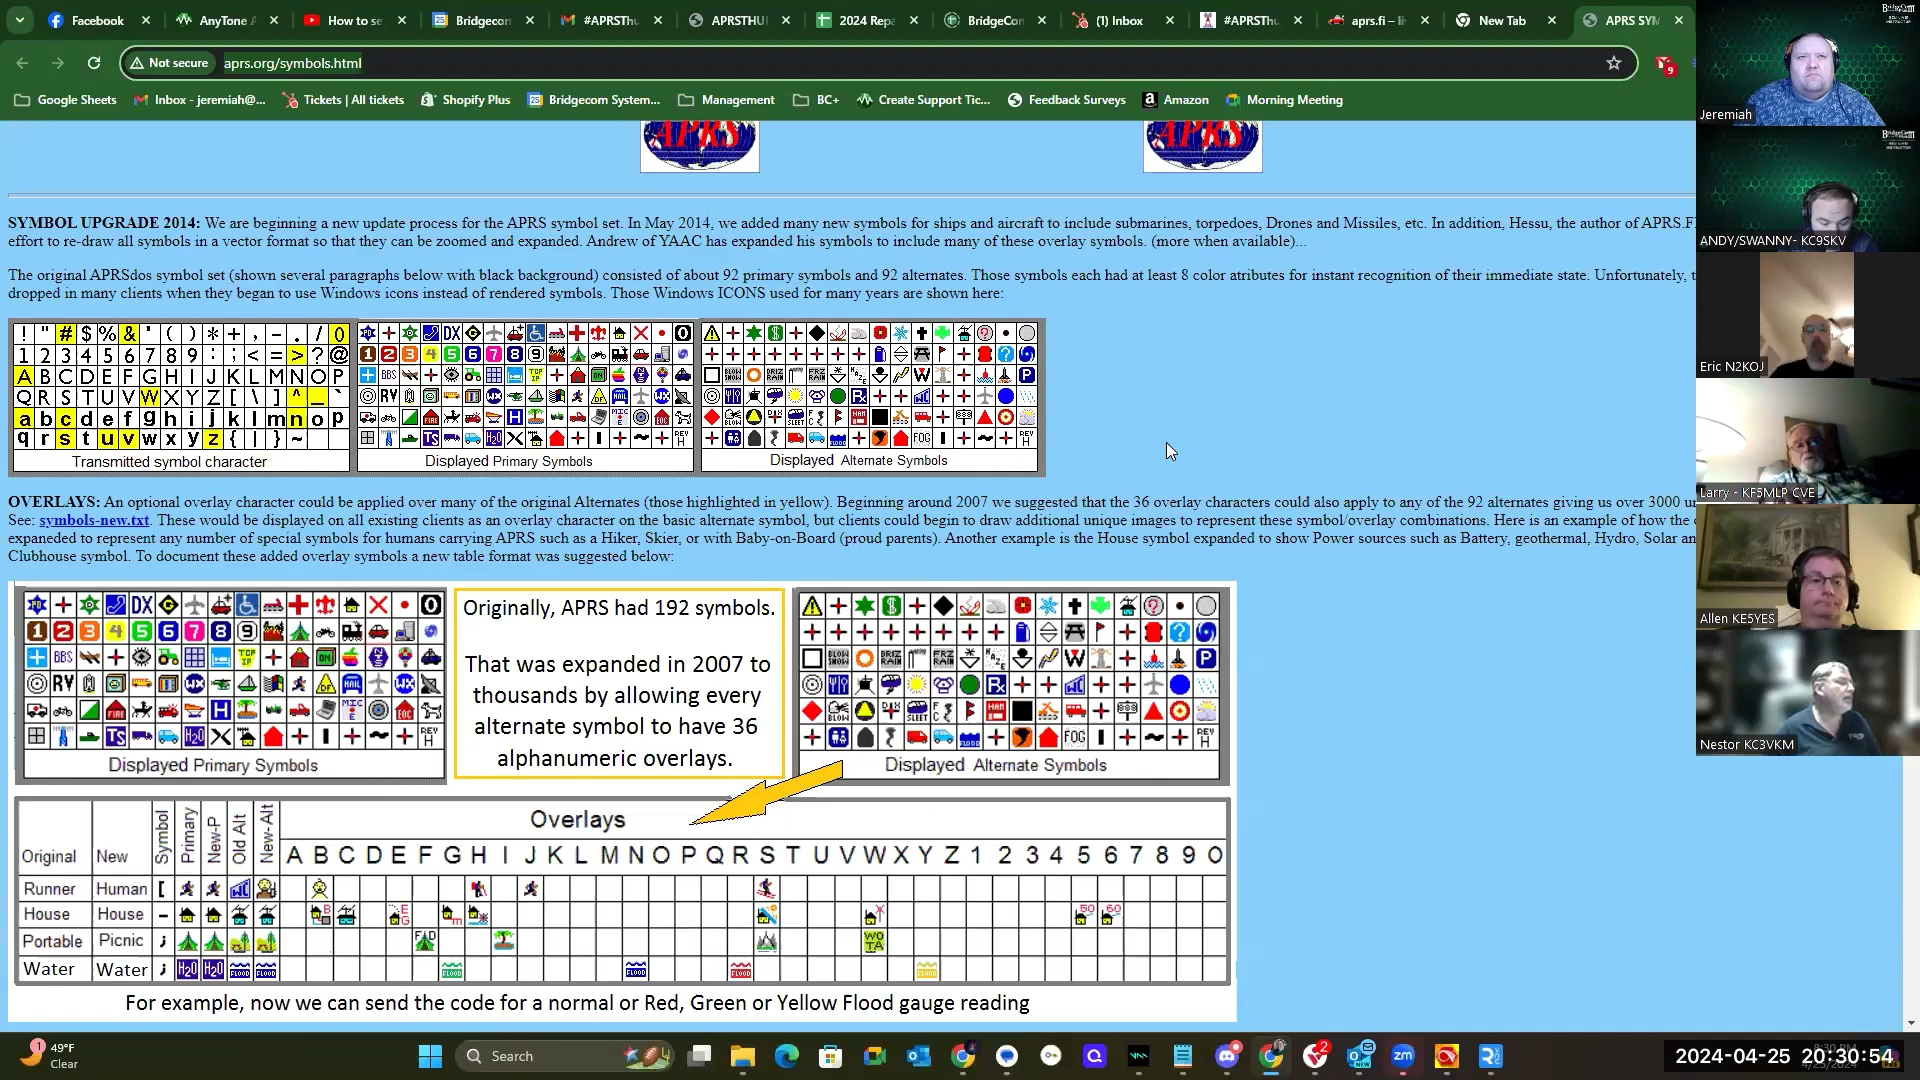 Facebook
AnyTone A
How to se
Bridgecom
#APRSThu
APRSTHU
2024 Repa
BridgeCon
(1) Inbox
#APRSThu
aprs.fi – li
New Tab
APRS SYM
Not secure
aprs.org/symbols.html
9
Google Sheets
Inbox - jeremiah@...
Tickets | All tickets
Shopify Plus
Bridgecom System...
Management
BC+
Create Support Tic...
Feedback Surveys
Amazon
Morning Meeting
APRS
APRS
SYMBOL UPGRADE 2014: We are beginning a new update process for the APRS symbol set. In May 2014, we added many new symbols for ships and aircraft to include submarines, torpedoes, Drones and Missiles, etc. In addition, Hessu, the author of APRS.F
effort to re-draw all symbols in a vector format so that they can be zoomed and expanded. Andrew of YAAC has expanded his symbols to include many of these overlay symbols. (more when available)...
The original APRSdos symbol set (shown several paragraphs below with black background) consisted of about 92 primary symbols and 92 alternates. Those symbols each had at least 8 color atributes for instant recognition of their immediate state. Unfortunately, t
dropped in many clients when they began to use Windows icons instead of rendered symbols. Those Windows ICONS used for many years are shown here:
! " # $ % & ' ( ) * + , - . / 0
1 2 3 4 5 6 7 8 9 : ; < = > ? @
A B C D E F G H I J K L M N O P
Q R S T U V W X Y Z [ \ ] ^ _ `
a b c d e f g h i j k l m n o p
q r s t u v w x y z { | } ~
Transmitted symbol character
Displayed Primary Symbols
Displayed Alternate Symbols
OVERLAYS: An optional overlay character could be applied over many of the original Alternates (those highlighted in yellow). Beginning around 2007 we suggested that the 36 overlay characters could also apply to any of the 92 alternates giving us over 3000 un
See: symbols-new.txt. These would be displayed on all existing clients as an overlay character on the basic alternate symbol, but clients could begin to draw additional unique images to represent these symbol/overlay combinations. Here is an example of how the
expaneded to represent any number of special symbols for humans carrying APRS such as a Hiker, Skier, or with Baby-on-Board (proud parents). Another example is the House symbol expanded to show Power sources such as Battery, geothermal, Hydro, Solar an
Clubhouse symbol. To document these added overlay symbols a new table format was suggested below:
Displayed Primary Symbols
Originally, APRS had 192 symbols.
That was expanded in 2007 to
thousands by allowing every
alternate symbol to have 36
alphanumeric overlays.
Displayed Alternate Symbols
Overlays
Original New Symbol Primary New-P Old Alt New-Alt A B C D E F G H I J K L M N O P Q R S T U V W X Y Z 1 2 3 4 5 6 7 8 9 0
Runner Human [
House House –
Portable Picnic ;
Water Water ;
For example, now we can send the code for a normal or Red, Green or Yellow Flood gauge reading
Jeremiah
ANDY/SWANNY- KC9SKV
Eric N2KOJ
Larry - KF5MLP CVE
Allen KE5YES
Nestor KC3VKM
1
49°F
Clear
Search
2
2024-04-25 20:30:54